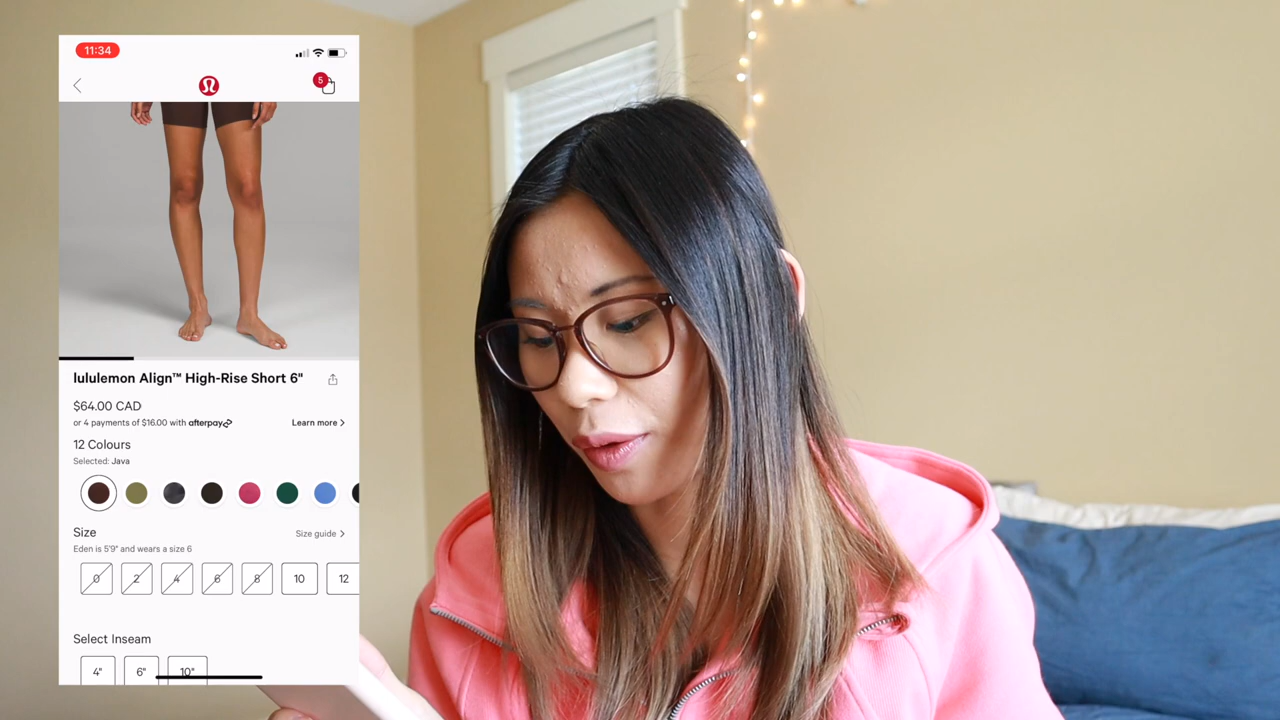 11:34
5
lululemon Align™ High-Rise Short 6"
$64.00 CAD
or 4 payments of $16.00 with afterpay
Learn more
12 Colours
Selected: Java
Size
Size guide
Eden is 5'9" and wears a size 6
0 2 4 6 8 10 12
Select Inseam
4" 6" 10"